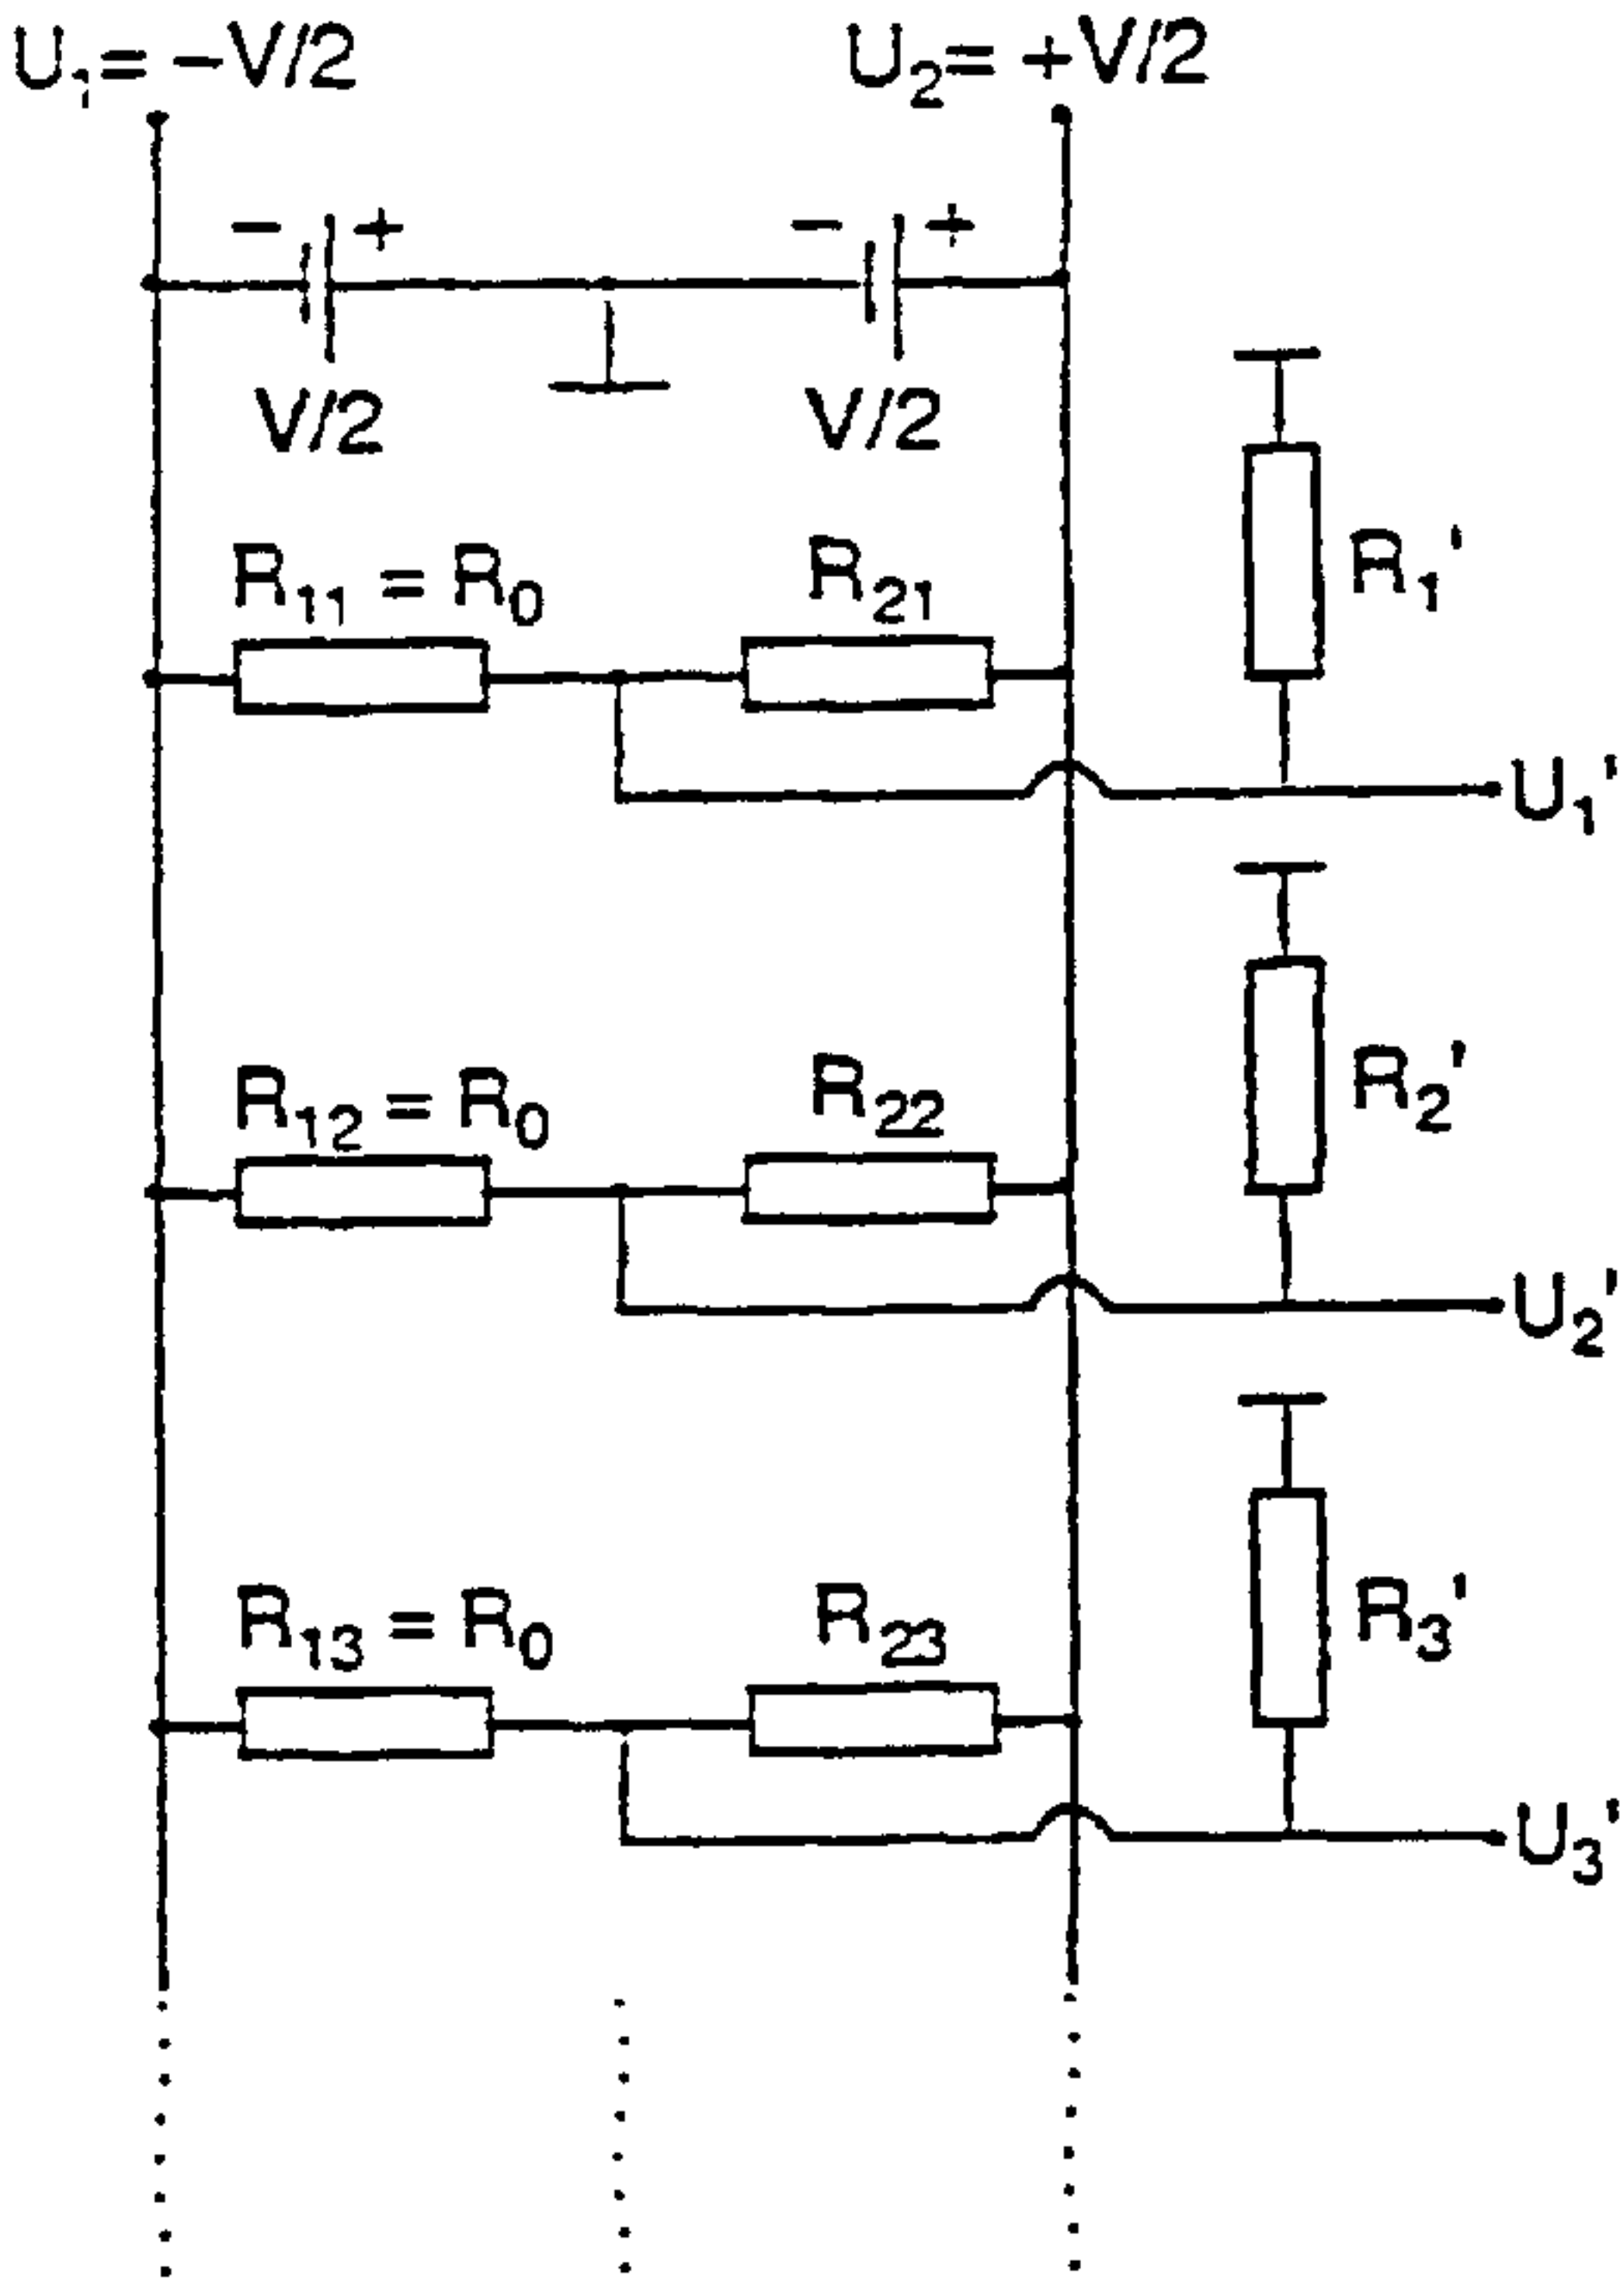 U₁= −V/2 U₂= +V/2
− + − +
V/2 V/2
R₁₁ = R₀ R₂₁ R₁'
U₁'
R₁₂ = R₀ R₂₂ R₂'
U₂'
R₁₃ = R₀ R₂₃ R₃'
U₃'